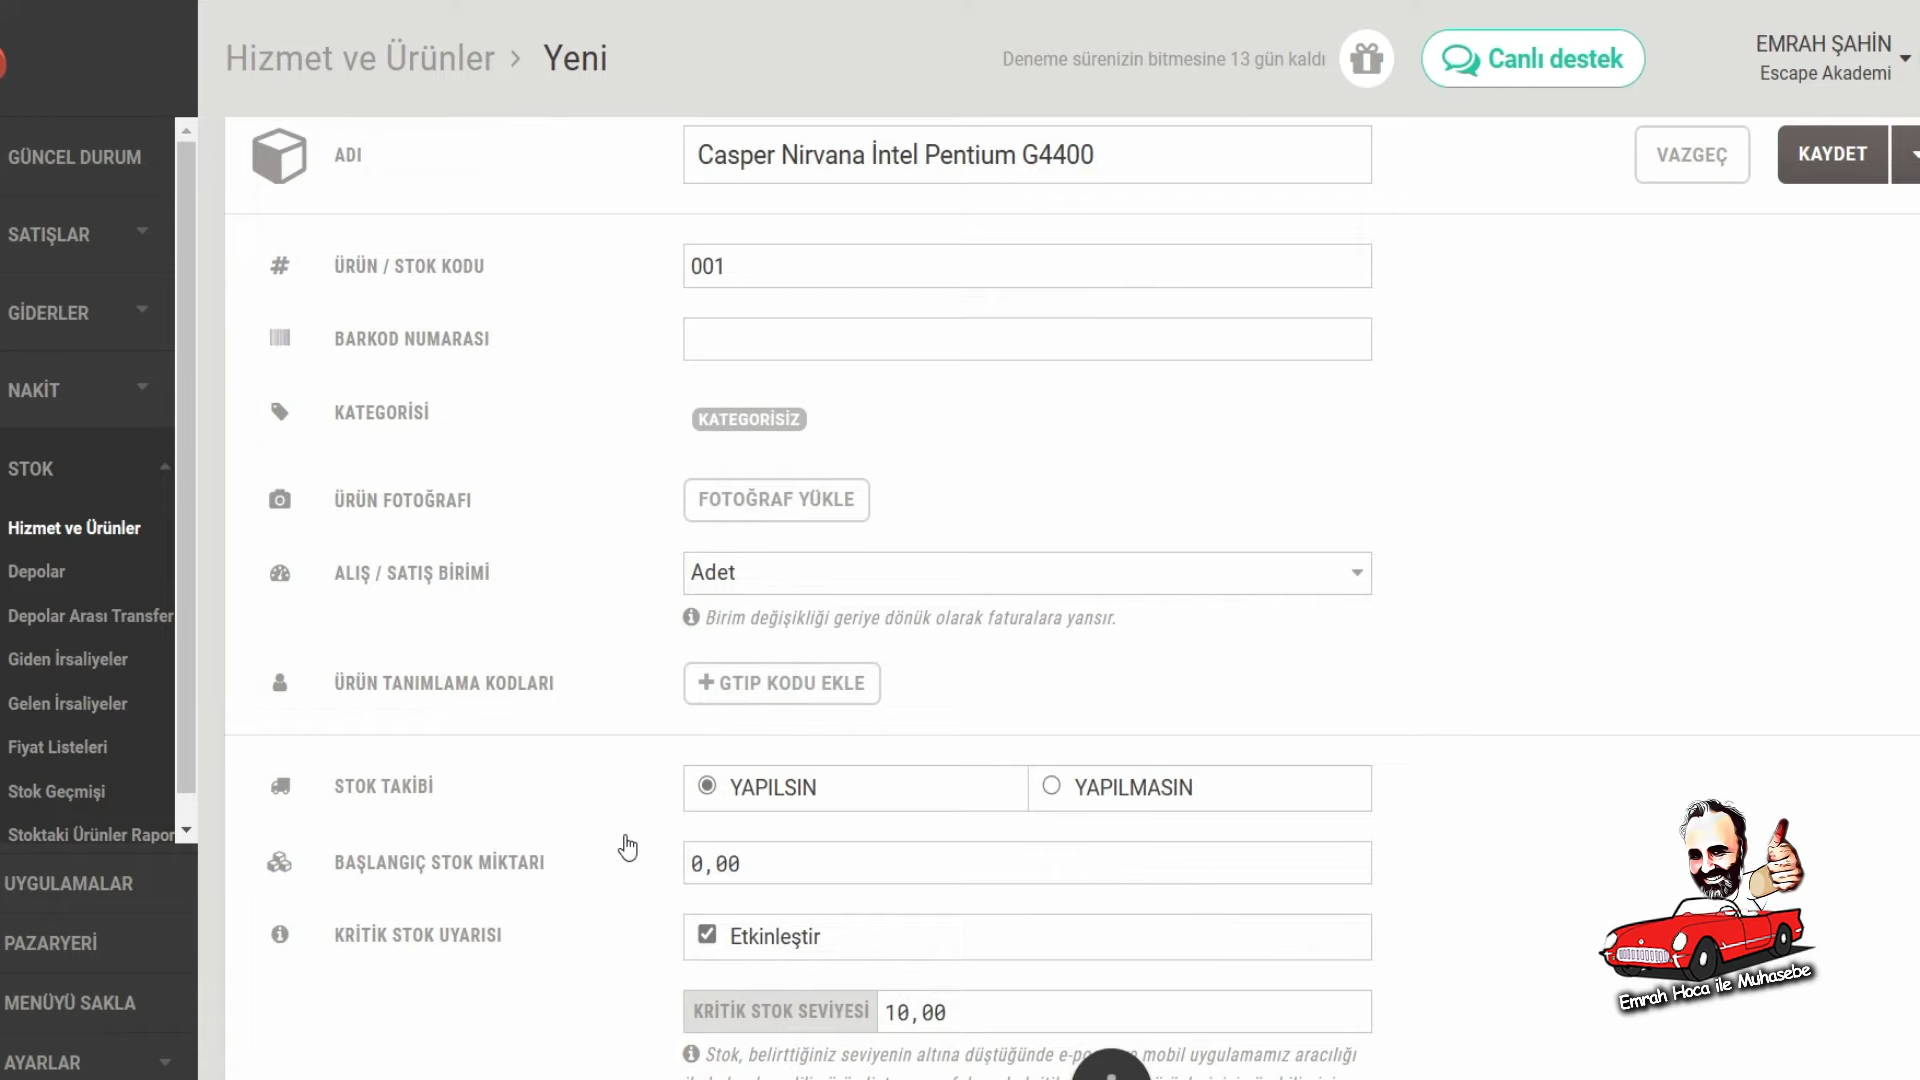 Hizmet ve Ürünler > Yeni
Deneme sürenizin bitmesine 13 gün kaldı
Canlı destek
EMRAH ŞAHİN
Escape Akademi
GÜNCEL DURUM
SATIŞLAR
GİDERLER
NAKİT
STOK
Hizmet ve Ürünler
Depolar
Depolar Arası Transfer
Giden İrsaliyeler
Gelen İrsaliyeler
Fiyat Listeleri
Stok Geçmişi
Stoktaki Ürünler Rapor
UYGULAMALAR
PAZARYERİ
MENÜYÜ SAKLA
AYARLAR
ADI
Casper Nirvana İntel Pentium G4400
VAZGEÇ
KAYDET
ÜRÜN / STOK KODU
001
BARKOD NUMARASI
KATEGORİSİ
KATEGORİSİZ
ÜRÜN FOTOĞRAFI
FOTOĞRAF YÜKLE
ALIŞ / SATIŞ BİRİMİ
Adet
Birim değişikliği geriye dönük olarak faturalara yansır.
ÜRÜN TANIMLAMA KODLARI
+ GTIP KODU EKLE
STOK TAKİBİ
YAPILSIN
YAPILMASIN
BAŞLANGIÇ STOK MİKTARI
0,00
KRİTİK STOK UYARISI
Etkinleştir
KRİTİK STOK SEVİYESİ
10,00
Stok, belirttiğiniz seviyenin altına düştüğünde mobil uygulamamız aracılığı
Emrah Hoca ile Muhasebe